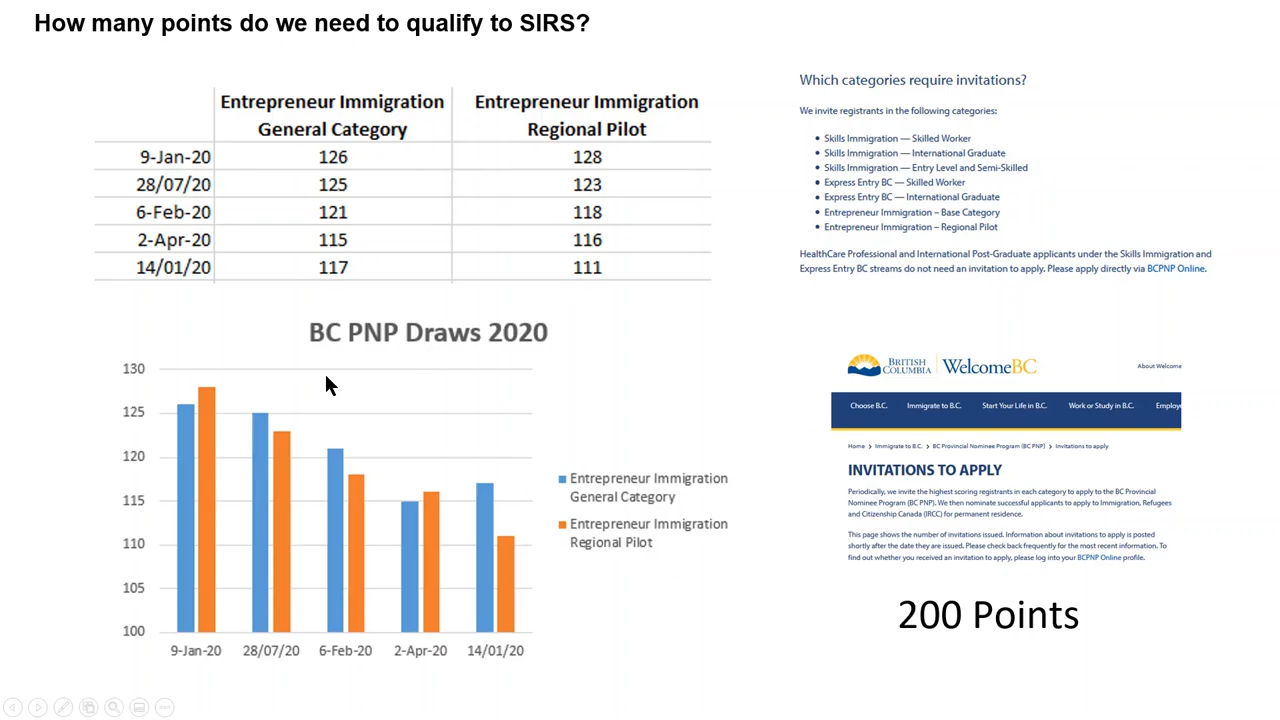 How many points do we need to qualify to SIRS?
Entrepreneur Immigration General Category Entrepreneur Immigration Regional Pilot
9-Jan-20 126 128
28/07/20 125 123
6-Feb-20 121 118
2-Apr-20 115 116
14/01/20 117 111
BC PNP Draws 2020
130
125
120
115
110
105
100
9-Jan-20 28/07/20 6-Feb-20 2-Apr-20 14/01/20
Entrepreneur Immigration
General Category
Entrepreneur Immigration
Regional Pilot
Which categories require invitations?
We invite registrants in the following categories:
• Skills Immigration — Skilled Worker
• Skills Immigration — International Graduate
• Skills Immigration — Entry Level and Semi-Skilled
• Express Entry BC — Skilled Worker
• Express Entry BC — International Graduate
• Entrepreneur Immigration – Base Category
• Entrepreneur Immigration – Regional Pilot
HealthCare Professional and International Post-Graduate applicants under the Skills Immigration and
Express Entry BC streams do not need an invitation to apply. Please apply directly via BCPNP Online.
BRITISH
COLUMBIA
WelcomeBC
About Welcome
Choose B.C. Immigrate to B.C. Start Your Life in B.C. Work or Study in B.C. Employe
Home > Immigrate to B.C. > BC Provincial Nominee Program (BC PNP) > Invitations to apply
INVITATIONS TO APPLY
Periodically, we invite the highest scoring registrants in each category to apply to the BC Provincial
Nominee Program (BC PNP). We then nominate successful applicants to apply to Immigration, Refugees
and Citizenship Canada (IRCC) for permanent residence.
This page shows the number of invitations issued. Information about invitations to apply is posted
shortly after the date they are issued. Please check back frequently for the most recent information. To
find out whether you received an invitation to apply, please log into your BCPNP Online profile.
200 Points